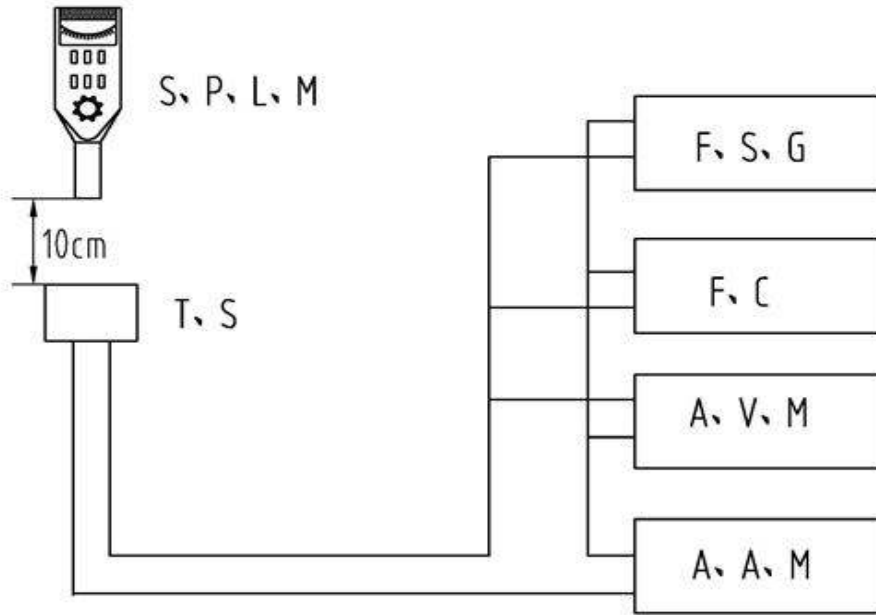 S、P、L、M
F、S、G
10cm
T、S
F、C
A、V、M
A、A、M